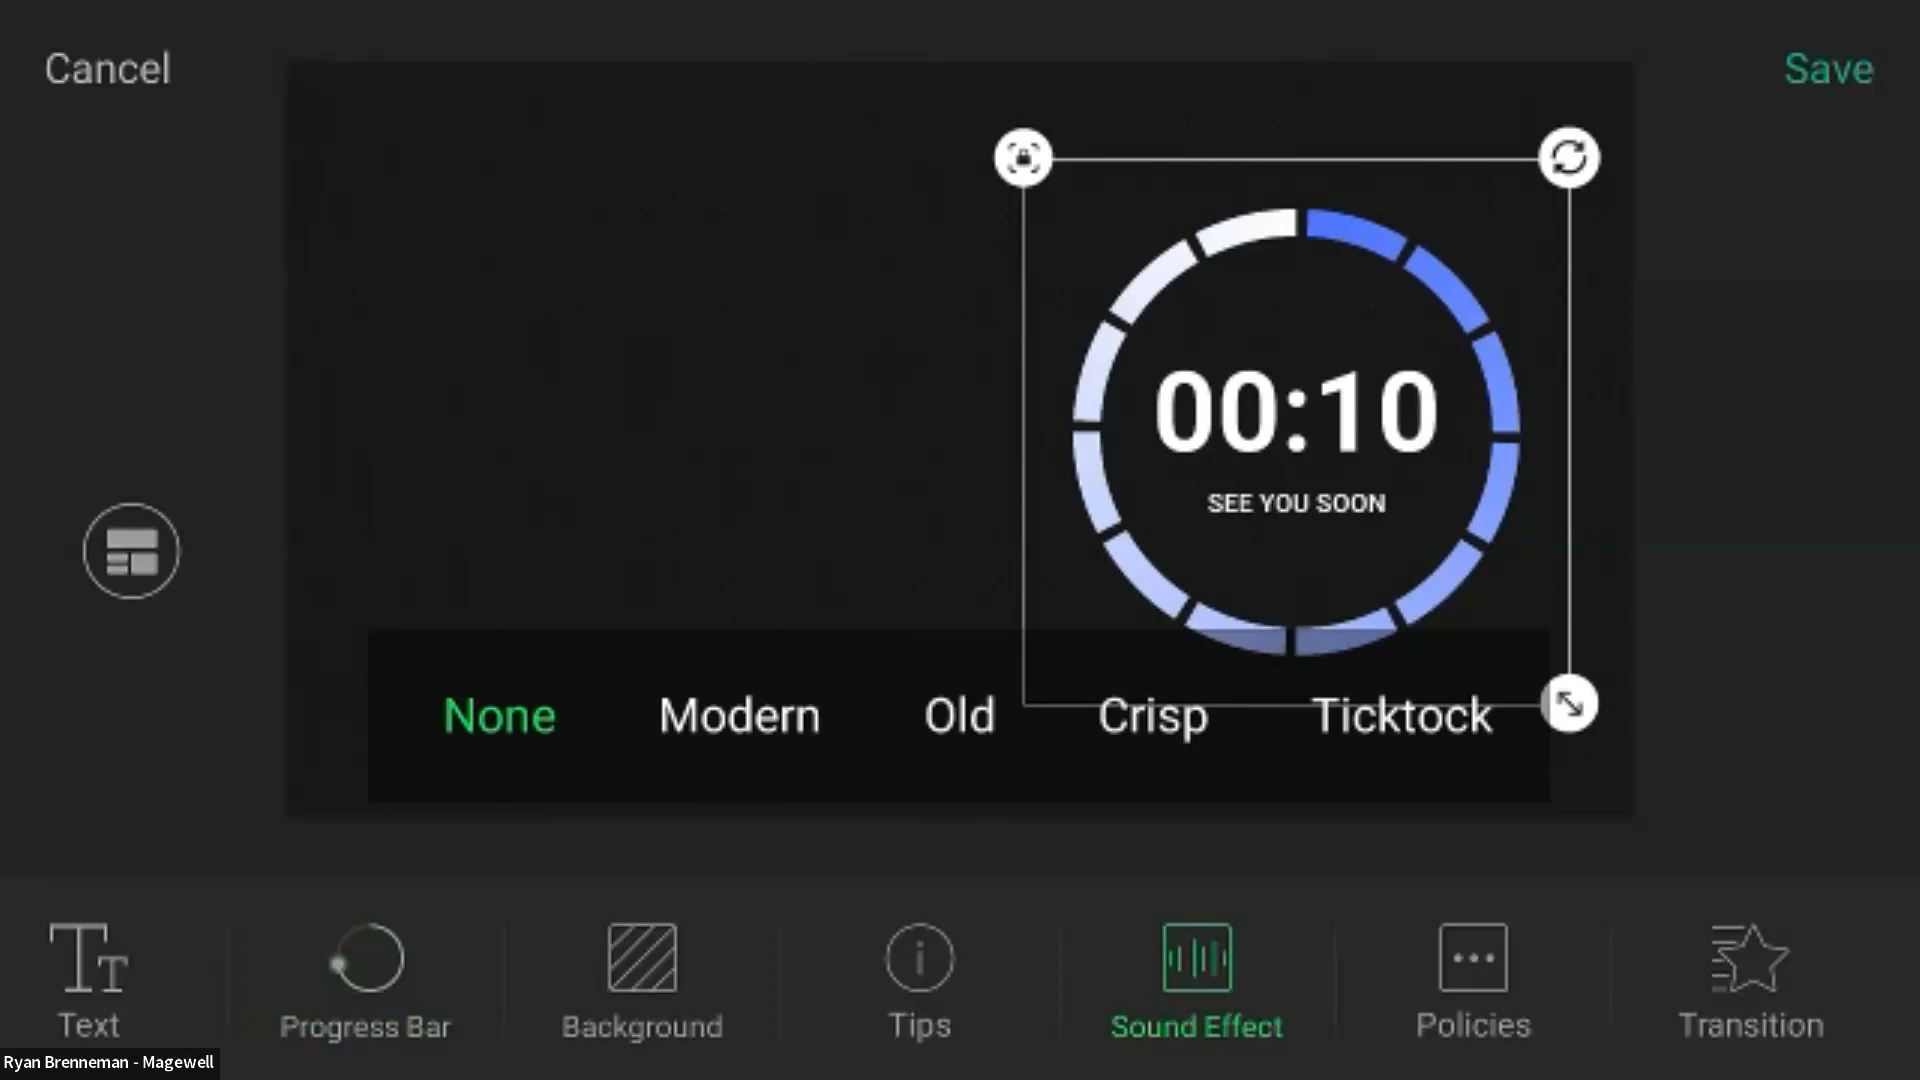 Cancel
Save
00:10
SEE YOU SOON
None Modern Old Crisp Ticktock
Text Progress Bar Background Tips Sound Effect Policies Transition
Ryan Brenneman - Magewell